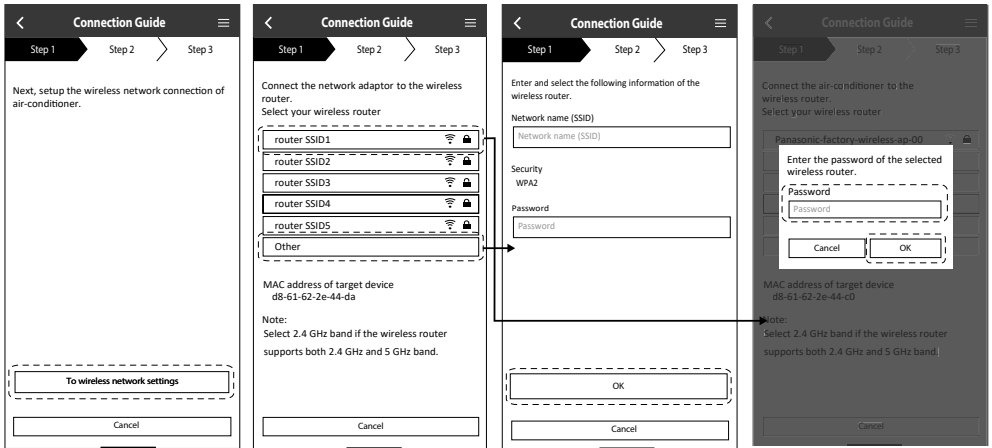 Connection Guide
Step 1
Step 2
Step 3
Next, setup the wireless network connection of
air-conditioner.
To wireless network settings
Cancel
Connection Guide
Step 1
Step 2
Step 3
Connect the network adaptor to the wireless
router.
Select your wireless router
router SSID1
router SSID2
router SSID3
router SSID4
router SSID5
Other
MAC address of target device
d8-61-62-2e-44-da
Note:
Select 2.4 GHz band if the wireless router
supports both 2.4 GHz and 5 GHz band.
Cancel
Connection Guide
Step 1
Step 2
Step 3
Enter and select the following information of the
wireless router.
Network name (SSID)
Network name (SSID)
Security
WPA2
Password
Password
OK
Cancel
Connection Guide
Step 1
Step 2
Step 3
Connect the air-conditioner to the
wireless router.
Select your wireless router
Panasonic-factory-wireless-ap-00
Enter the password of the selected
wireless router.
Password
Password
Cancel
OK
MAC address of target device
d8-61-62-2e-44-c0
Note:
Select 2.4 GHz band if the wireless router
supports both 2.4 GHz and 5 GHz band.
Cancel